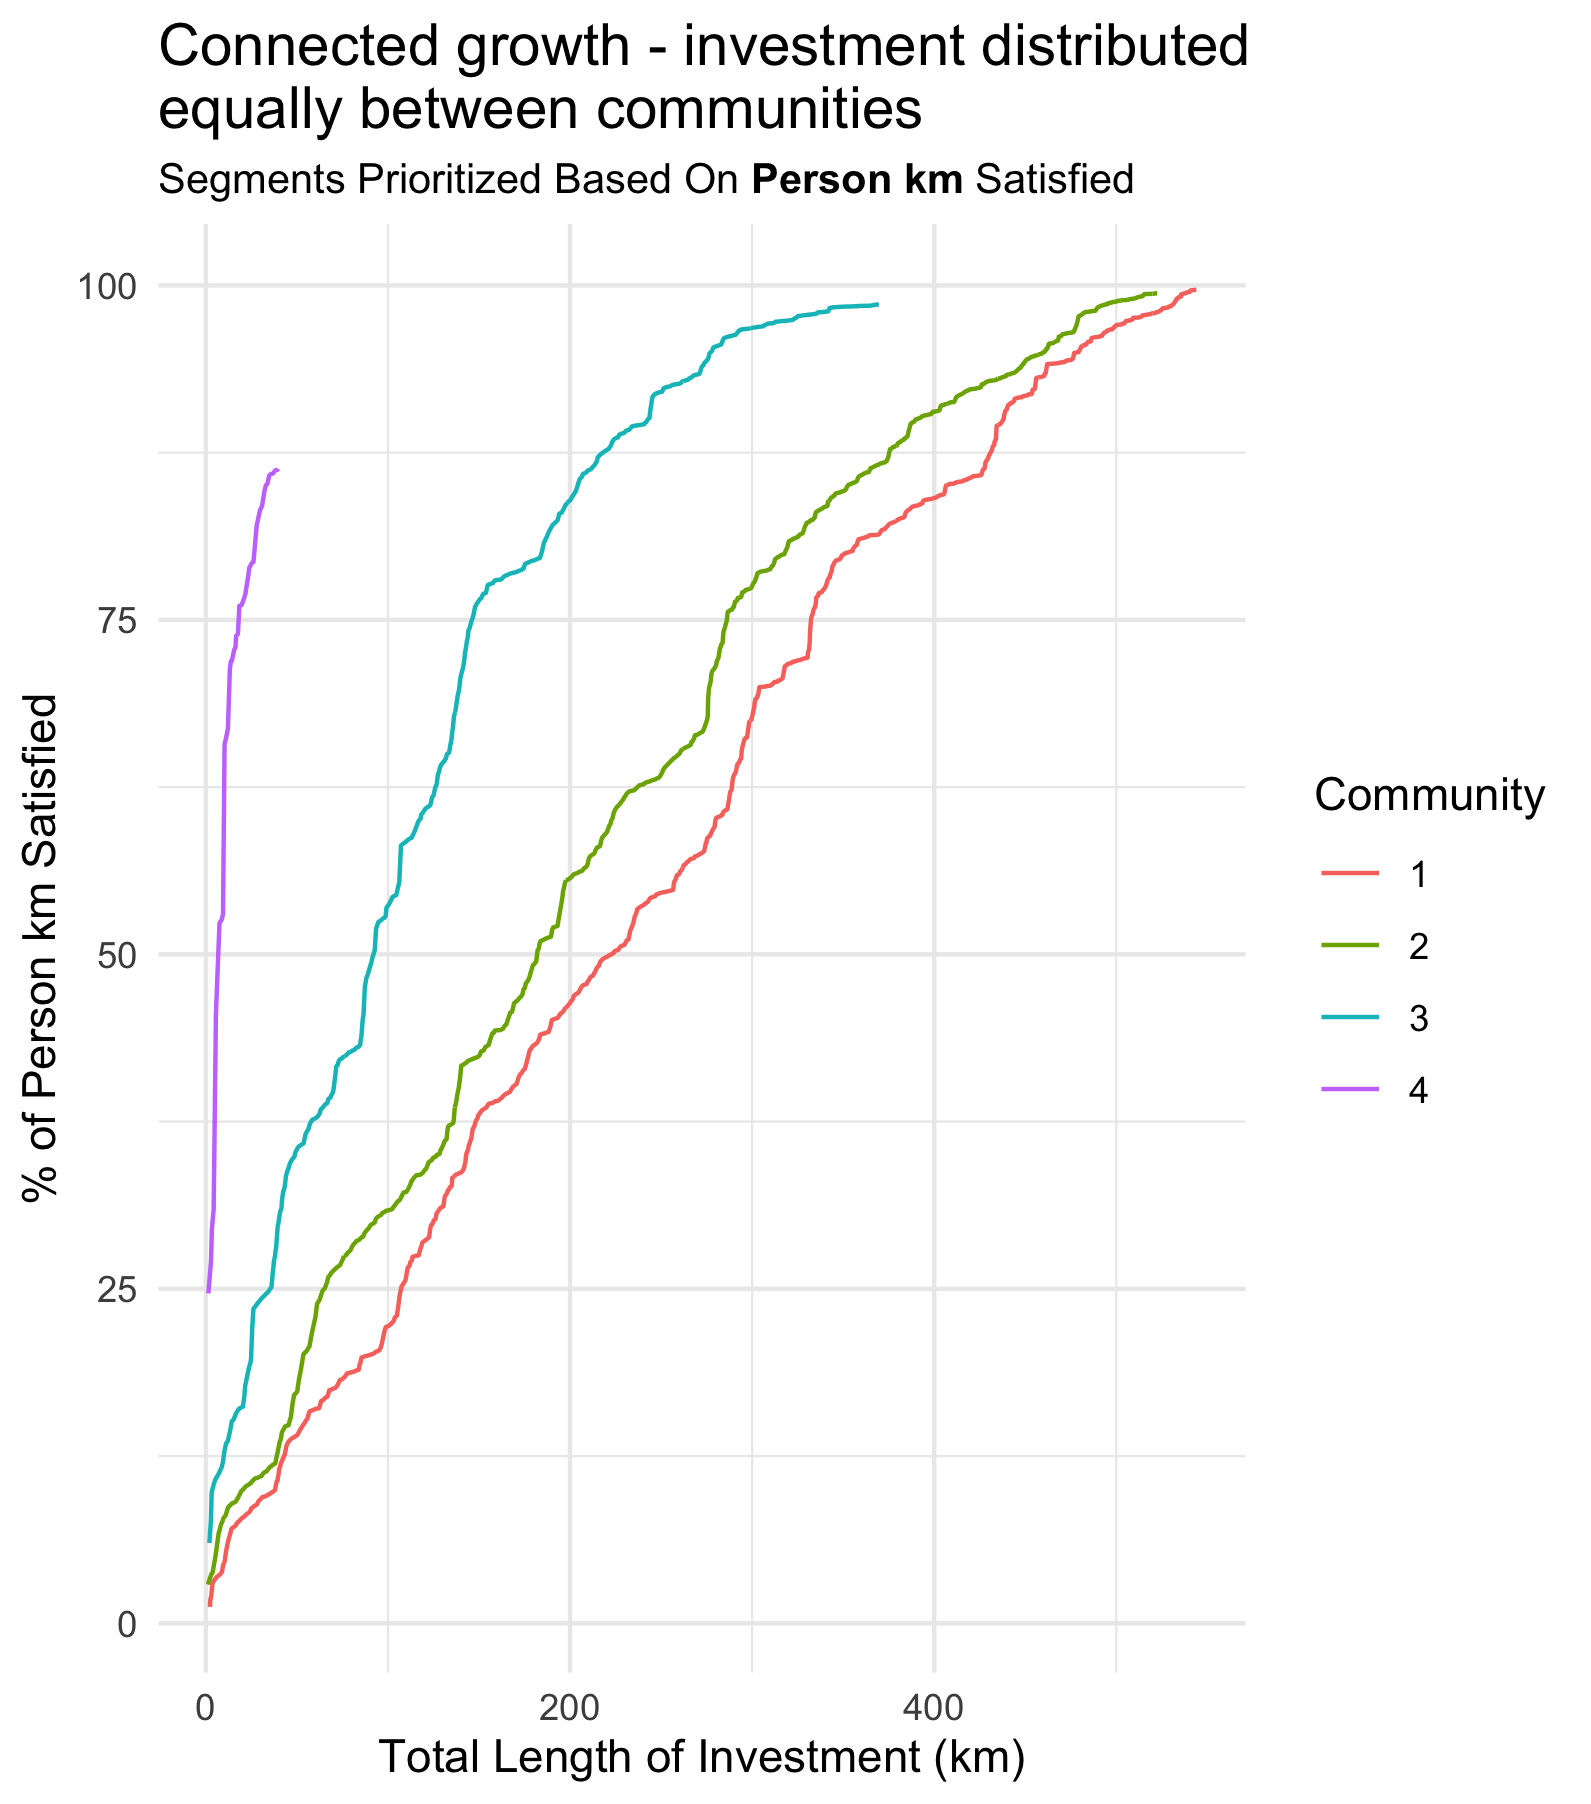 Connected growth - investment distributed
equally between communities
Segments Prioritized Based On Person km Satisfied
100
75
50
25
0
% of Person km Satisfied
0 200 400
Total Length of Investment (km)
Community
1
2
3
4